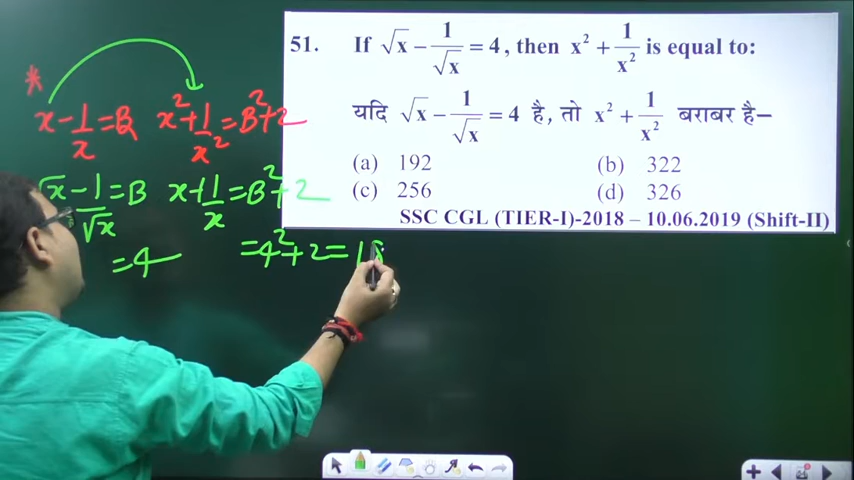 51. If √x − 1/√x = 4, then x² + 1/x² is equal to:
यदि √x − 1/√x = 4 है, तो x² + 1/x² बराबर है–
(a) 192 (b) 322
(c) 256 (d) 326
SSC CGL (TIER-I)-2018 – 10.06.2019 (Shift-II)
* x − 1/x = B x² + 1/x² = B² + 2
√x − 1/√x = B x + 1/x = B² + 2
= 4 = 4² + 2 = 18